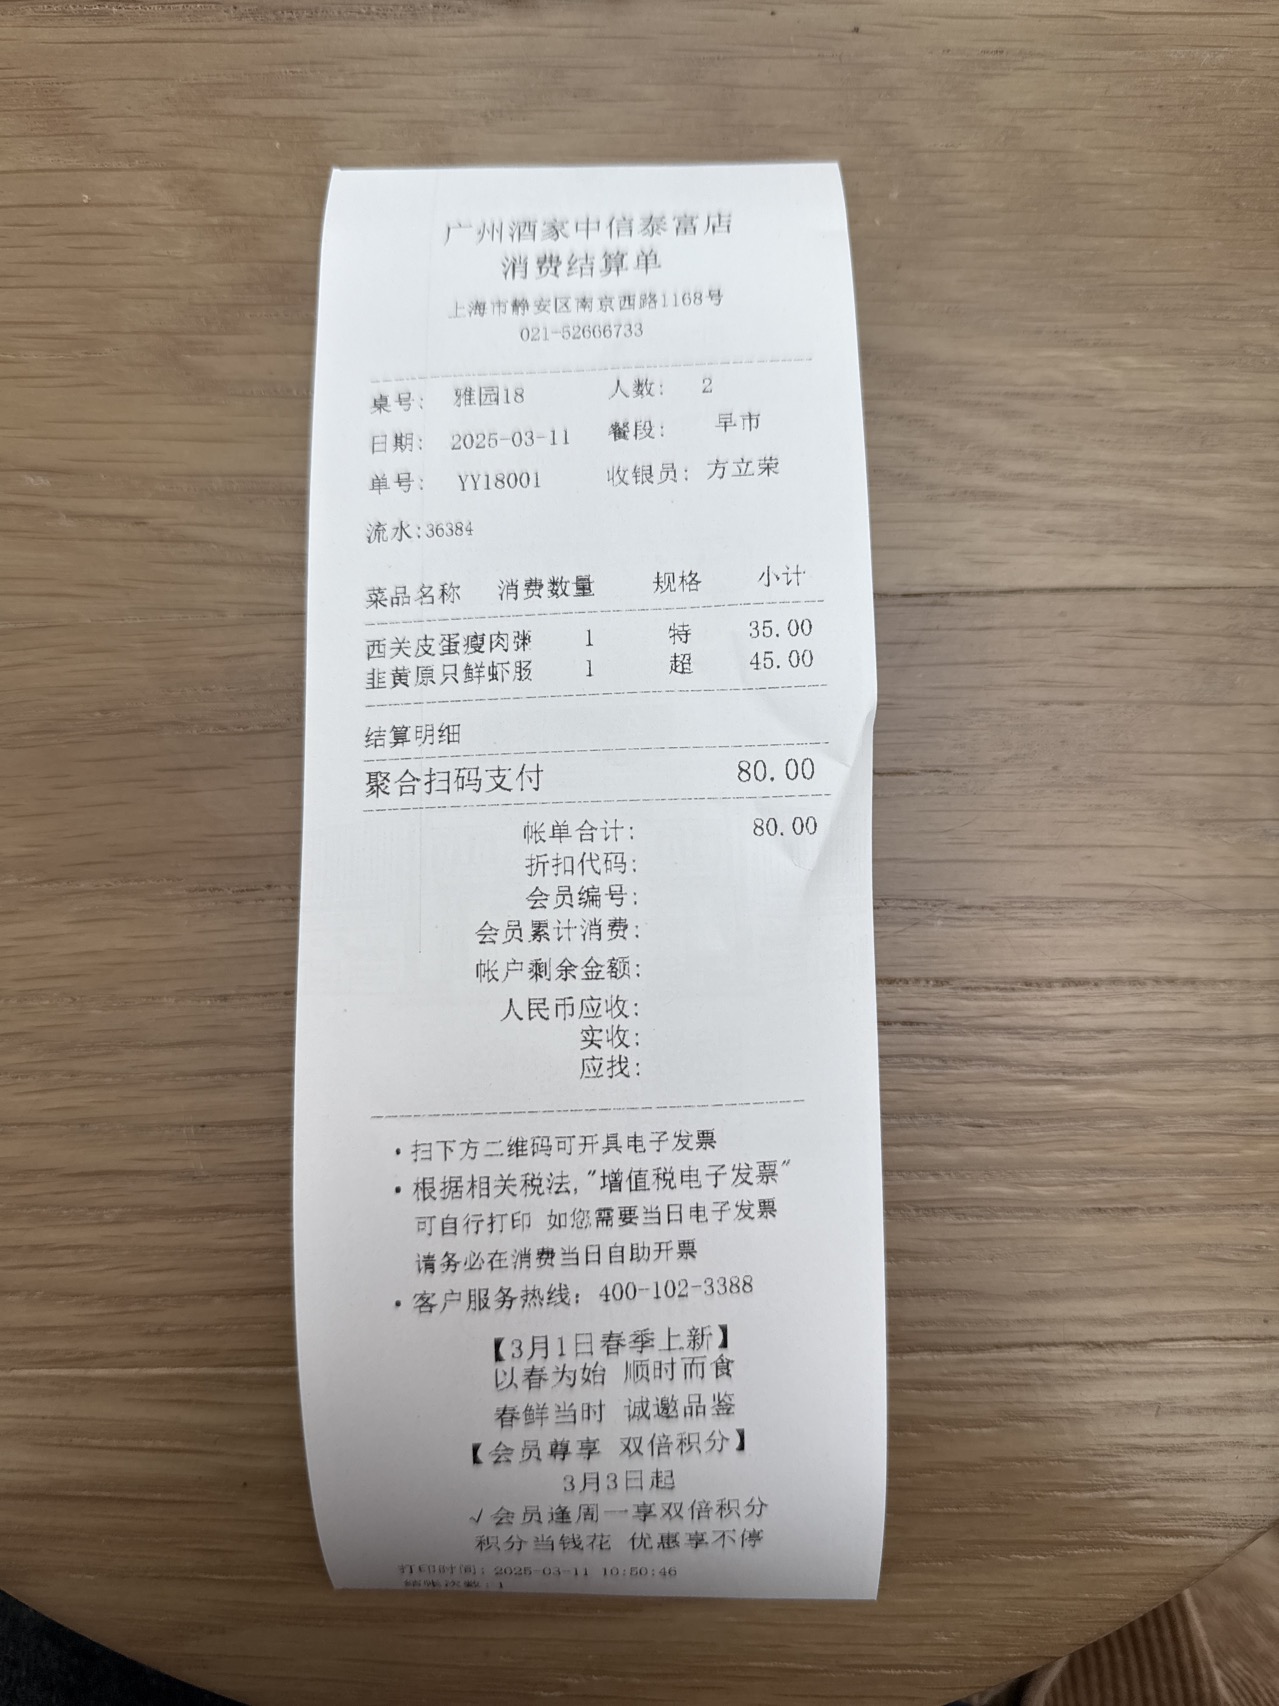 广州酒家中信泰富店
消费结算单
上海市静安区南京西路1168号
021-52666733
桌号: 雅园18 人数: 2
日期: 2025-03-11 餐段: 早市
单号: YY18001 收银员: 方立荣
流水:36384
菜品名称 消费数量 规格 小计
西关皮蛋瘦肉粥 1 特 35.00
韭黄原只鲜虾肠 1 超 45.00
结算明细
聚合扫码支付 80.00
帐单合计: 80.00
折扣代码:
会员编号:
会员累计消费:
帐户剩余金额:
人民币应收:
实收:
应找:
·扫下方二维码可开具电子发票
·根据相关税法,"增值税电子发票"
可自行打印 如您需要当日电子发票
请务必在消费当日自助开票
·客户服务热线: 400-102-3388
【3月1日春季上新】
以春为始 顺时而食
春鲜当时 诚邀品鉴
【会员尊享 双倍积分】
3月3日起
√会员逢周一享双倍积分
积分当钱花 优惠享不停
打印时间: 2025-03-11 10:50:46
结帐次数: 1